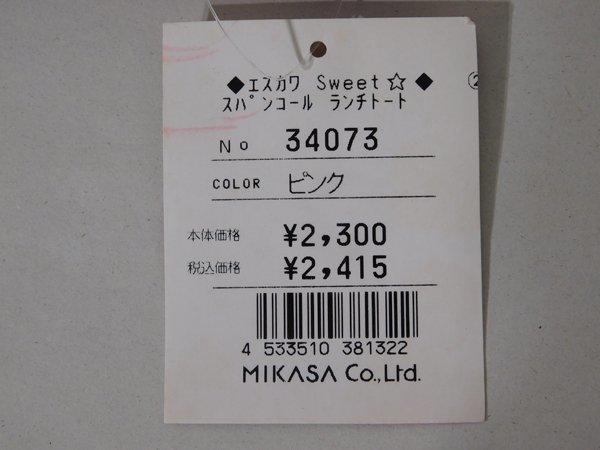 ◆エスカワ Sweet☆◆ ②
スパンコール ランチトート
No 34073
COLOR ピンク
本体価格 ¥2,300
税込価格 ¥2,415
4 533510 381322
MIKASA Co.,Ltd.